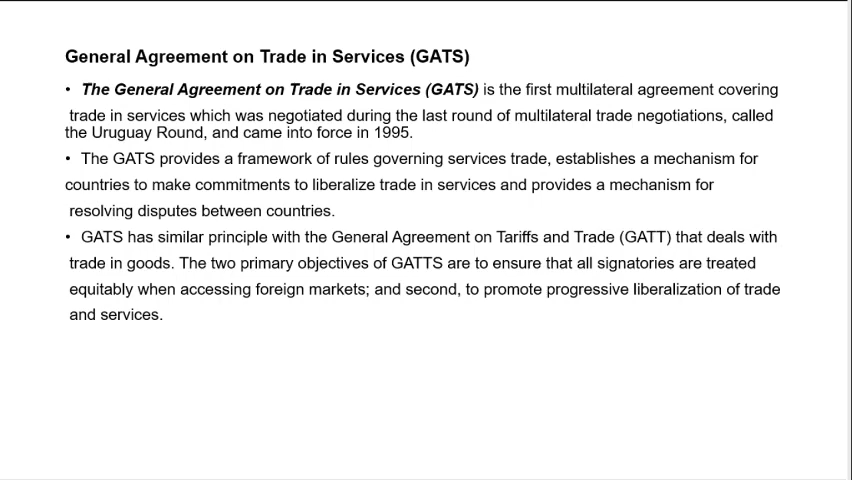 General Agreement on Trade in Services (GATS)
• The General Agreement on Trade in Services (GATS) is the first multilateral agreement covering
trade in services which was negotiated during the last round of multilateral trade negotiations, called
the Uruguay Round, and came into force in 1995.
• The GATS provides a framework of rules governing services trade, establishes a mechanism for
countries to make commitments to liberalize trade in services and provides a mechanism for
resolving disputes between countries.
• GATS has similar principle with the General Agreement on Tariffs and Trade (GATT) that deals with
trade in goods. The two primary objectives of GATTS are to ensure that all signatories are treated
equitably when accessing foreign markets; and second, to promote progressive liberalization of trade
and services.